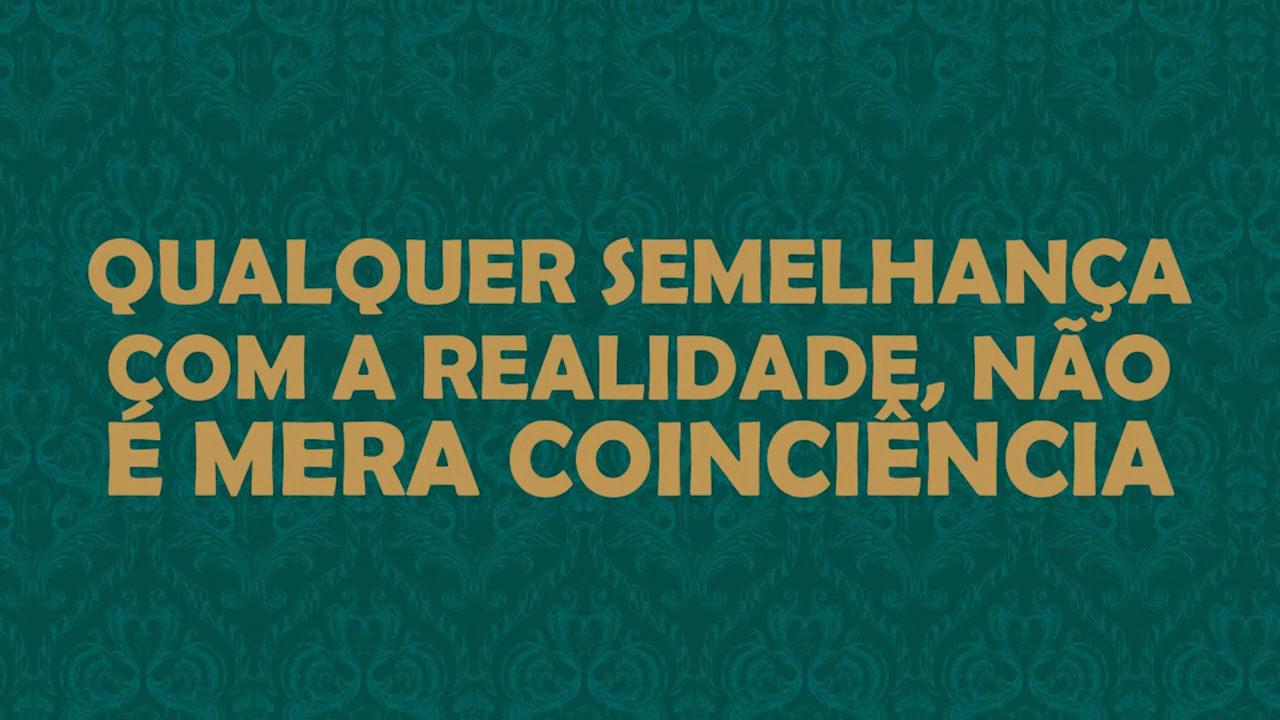 QUALQUER SEMELHANÇA
COM A REALIDADE, NÃO
É MERA COINCIÊNCIA